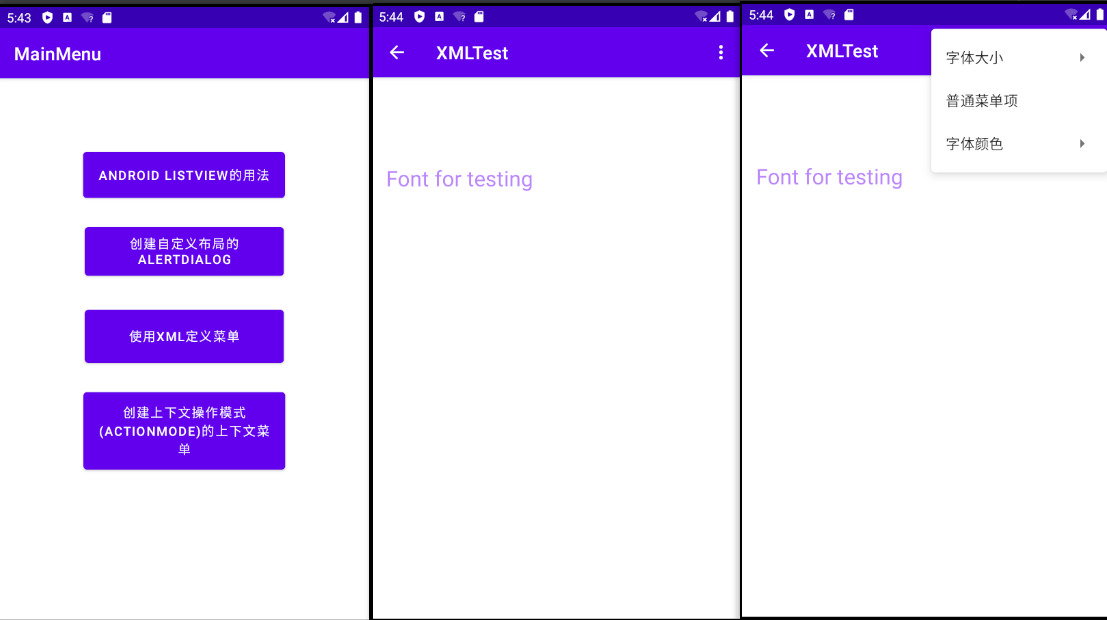 5:43
MainMenu
ANDROID LISTVIEW的用法
创建自定义布局的
ALERTDIALOG
使用XML定义菜单
创建上下文操作模式
(ACTIONMODE)的上下文菜
单
5:44
XMLTest
Font for testing
5:44
XMLTest
字体大小
普通菜单项
字体颜色
Font for testing